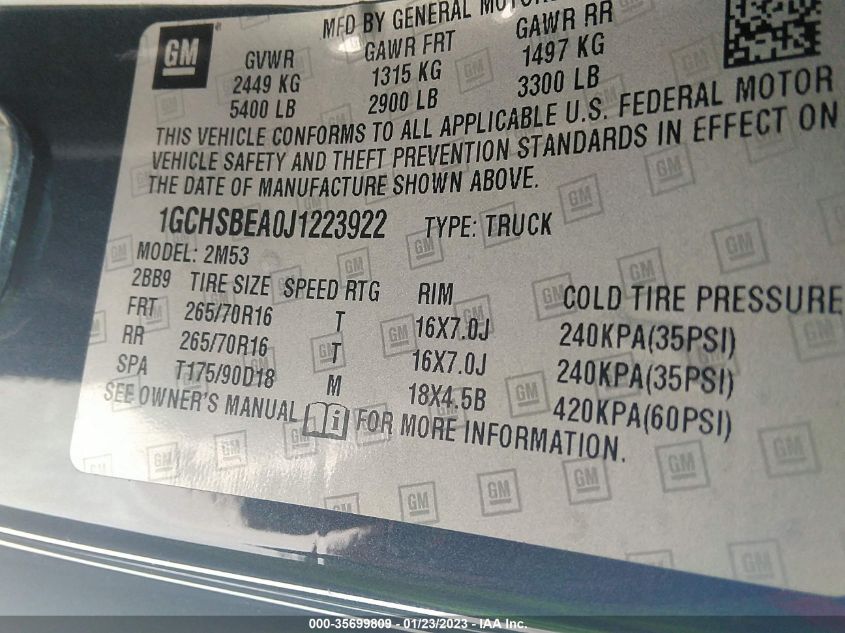 GM
MFD BY GENERAL MOTORS
GVWR GAWR FRT GAWR RR
2449 KG 1315 KG 1497 KG
5400 LB 2900 LB 3300 LB
THIS VEHICLE CONFORMS TO ALL APPLICABLE U.S. FEDERAL MOTOR
VEHICLE SAFETY AND THEFT PREVENTION STANDARDS IN EFFECT ON
THE DATE OF MANUFACTURE SHOWN ABOVE.
1GCHSBEA0J1223922 TYPE: TRUCK
MODEL: 2M53
2BB9 TIRE SIZE SPEED RTG RIM COLD TIRE PRESSURE
FRT 265/70R16 T 16X7.0J 240KPA(35PSI)
RR 265/70R16 T 16X7.0J 240KPA(35PSI)
SPA T175/90D18 M 18X4.5B 420KPA(60PSI)
SEE OWNER'S MANUAL FOR MORE INFORMATION.
000-35699809 - 01/23/2023 - IAA Inc.